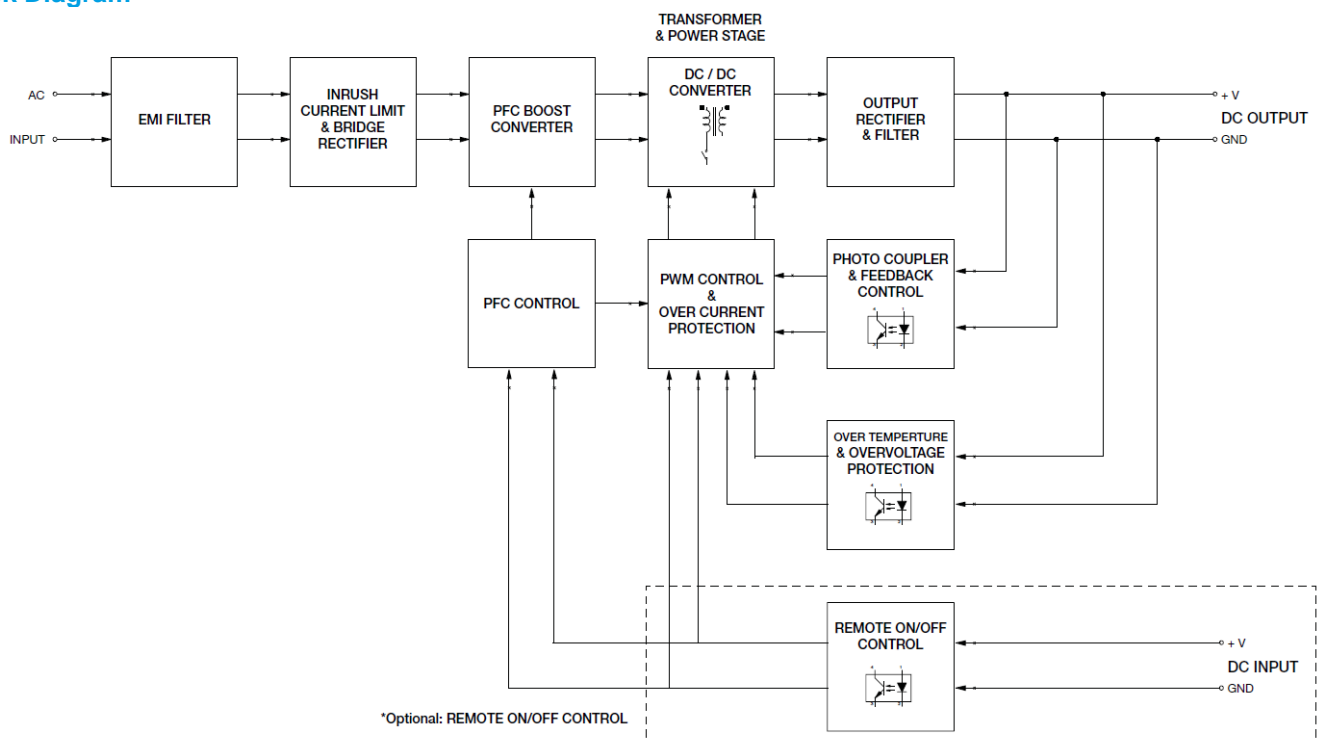 k Diagram
TRANSFORMER
& POWER STAGE
AC
INPUT
EMI FILTER
INRUSH
CURRENT LIMIT
& BRIDGE
RECTIFIER
PFC BOOST
CONVERTER
DC / DC
CONVERTER
OUTPUT
RECTIFIER
& FILTER
+ V
DC OUTPUT
GND
PFC CONTROL
PWM CONTROL
&
OVER CURRENT
PROTECTION
PHOTO COUPLER
& FEEDBACK
CONTROL
OVER TEMPERTURE
& OVERVOLTAGE
PROTECTION
REMOTE ON/OFF
CONTROL
+ V
DC INPUT
GND
*Optional: REMOTE ON/OFF CONTROL